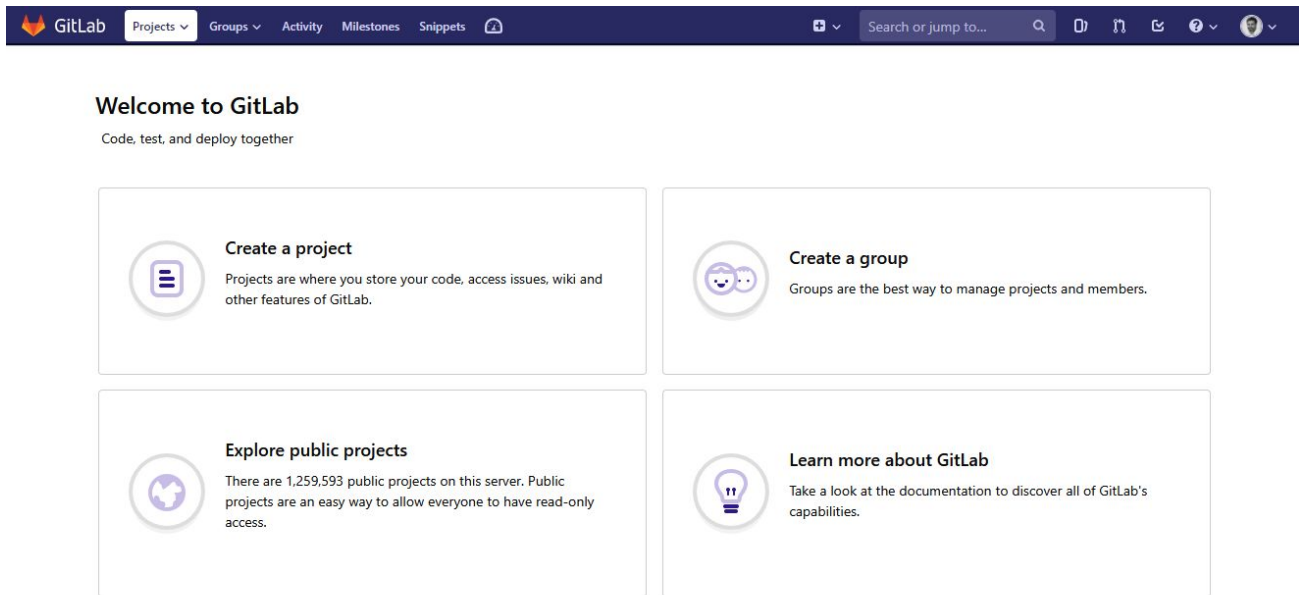 GitLab Projects Groups Activity Milestones Snippets Search or jump to...
Welcome to GitLab
Code, test, and deploy together
Create a project
Projects are where you store your code, access issues, wiki and
other features of GitLab.
Create a group
Groups are the best way to manage projects and members.
Explore public projects
There are 1,259,593 public projects on this server. Public
projects are an easy way to allow everyone to have read-only
access.
Learn more about GitLab
Take a look at the documentation to discover all of GitLab's
capabilities.